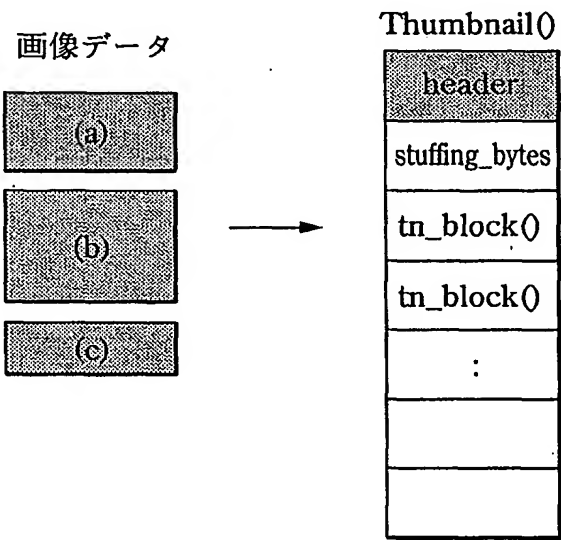 画像データ
(a)
(b)
(c)
Thumbnail()
header
stuffing_bytes
tn_block()
tn_block()
: